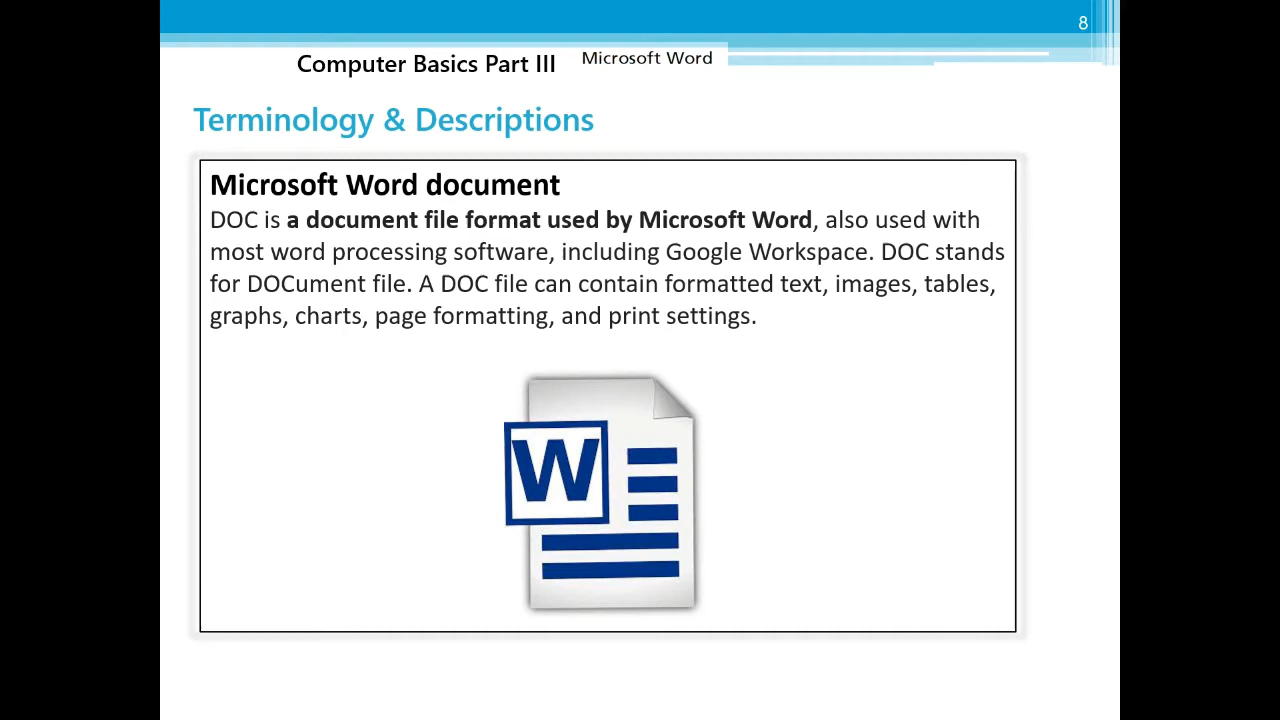 8
Computer Basics Part III Microsoft Word
Terminology & Descriptions
Microsoft Word document
DOC is a document file format used by Microsoft Word, also used with
most word processing software, including Google Workspace. DOC stands
for DOCument file. A DOC file can contain formatted text, images, tables,
graphs, charts, page formatting, and print settings.
W